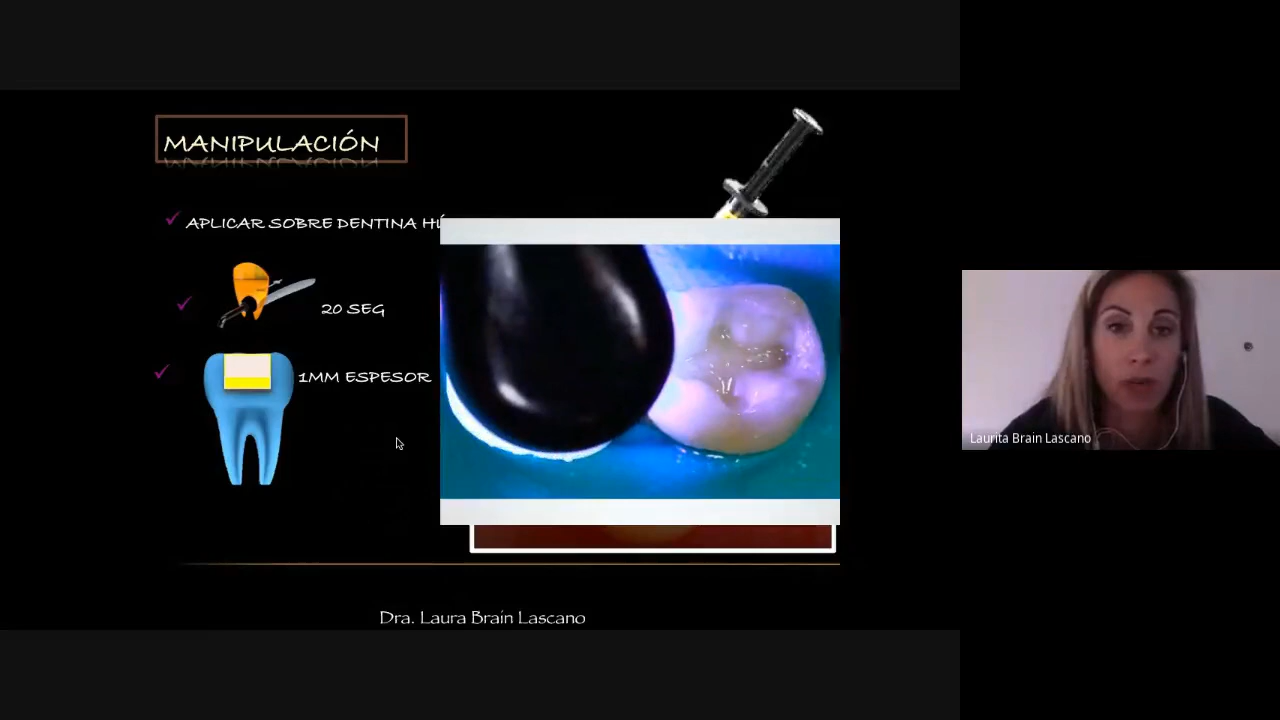 MANIPULACIÓN
APLICAR SOBRE DENTINA
20 SEG
1MM ESPESOR
Laurita Brain Lascano
Dra. Laura Brain Lascano